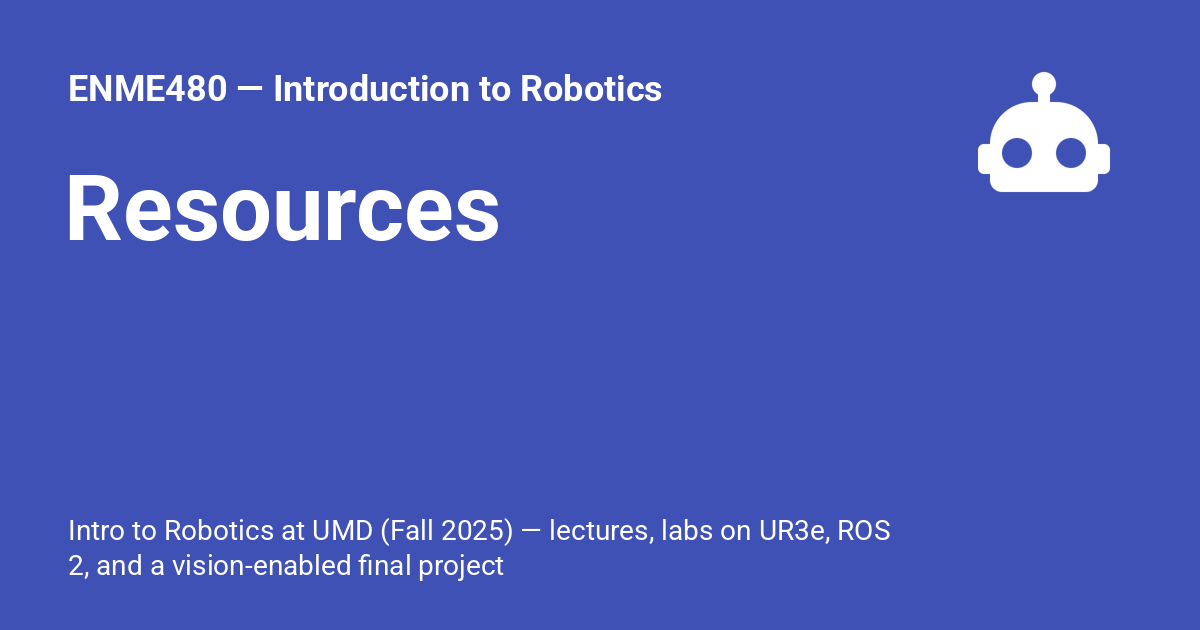 ENME480 — Introduction to Robotics
Resources
Intro to Robotics at UMD (Fall 2025) — lectures, labs on UR3e, ROS
2, and a vision-enabled final project